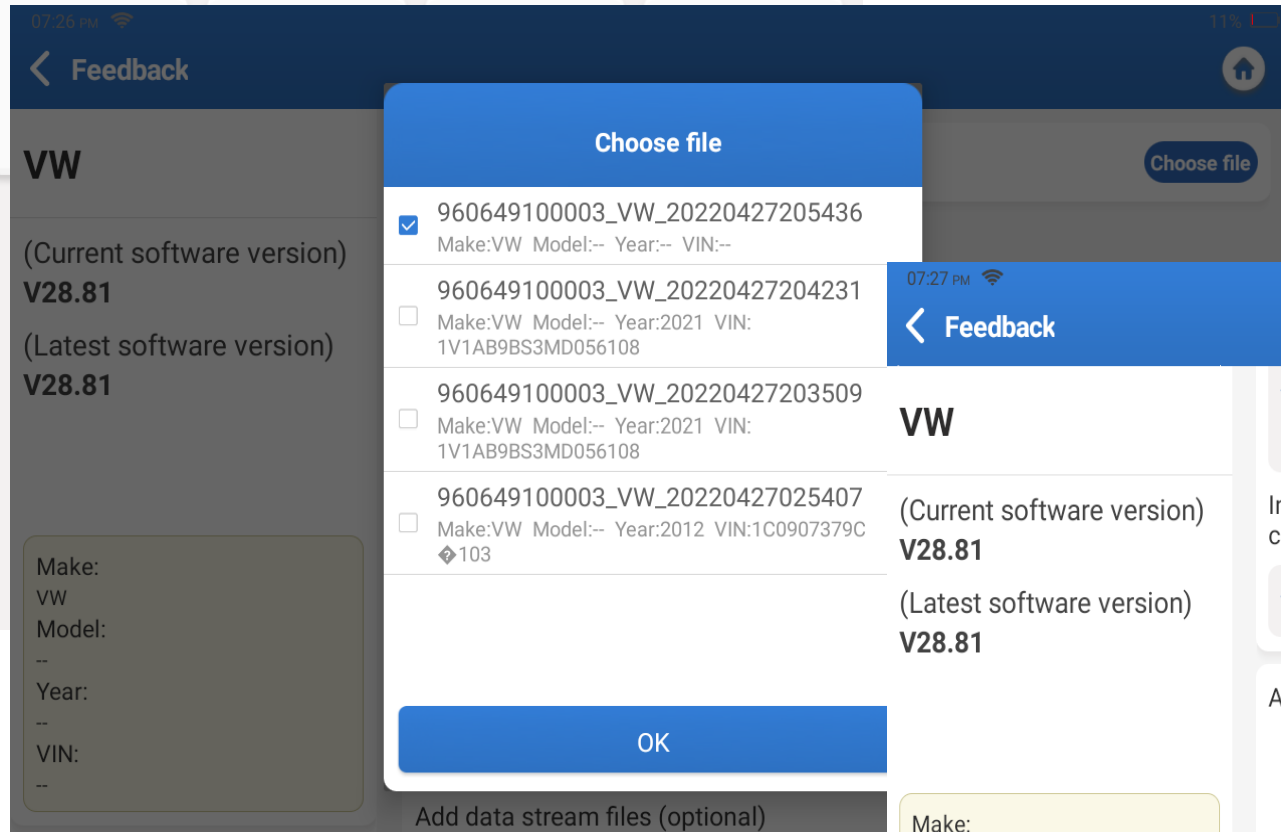 07:26 PM
11%
Feedback
VW
Choose file
(Current software version)
V28.81
(Latest software version)
V28.81
Make:
VW
Model:
--
Year:
--
VIN:
--
Choose file
960649100003_VW_20220427205436
Make:VW Model:-- Year:-- VIN:--
960649100003_VW_20220427204231
Make:VW Model:-- Year:2021 VIN:
1V1AB9BS3MD056108
960649100003_VW_20220427203509
Make:VW Model:-- Year:2021 VIN:
1V1AB9BS3MD056108
960649100003_VW_20220427025407
Make:VW Model:-- Year:2012 VIN:1C0907379C
�103
OK
Add data stream files (optional)
07:27 PM
Feedback
VW
(Current software version)
V28.81
(Latest software version)
V28.81
Make: